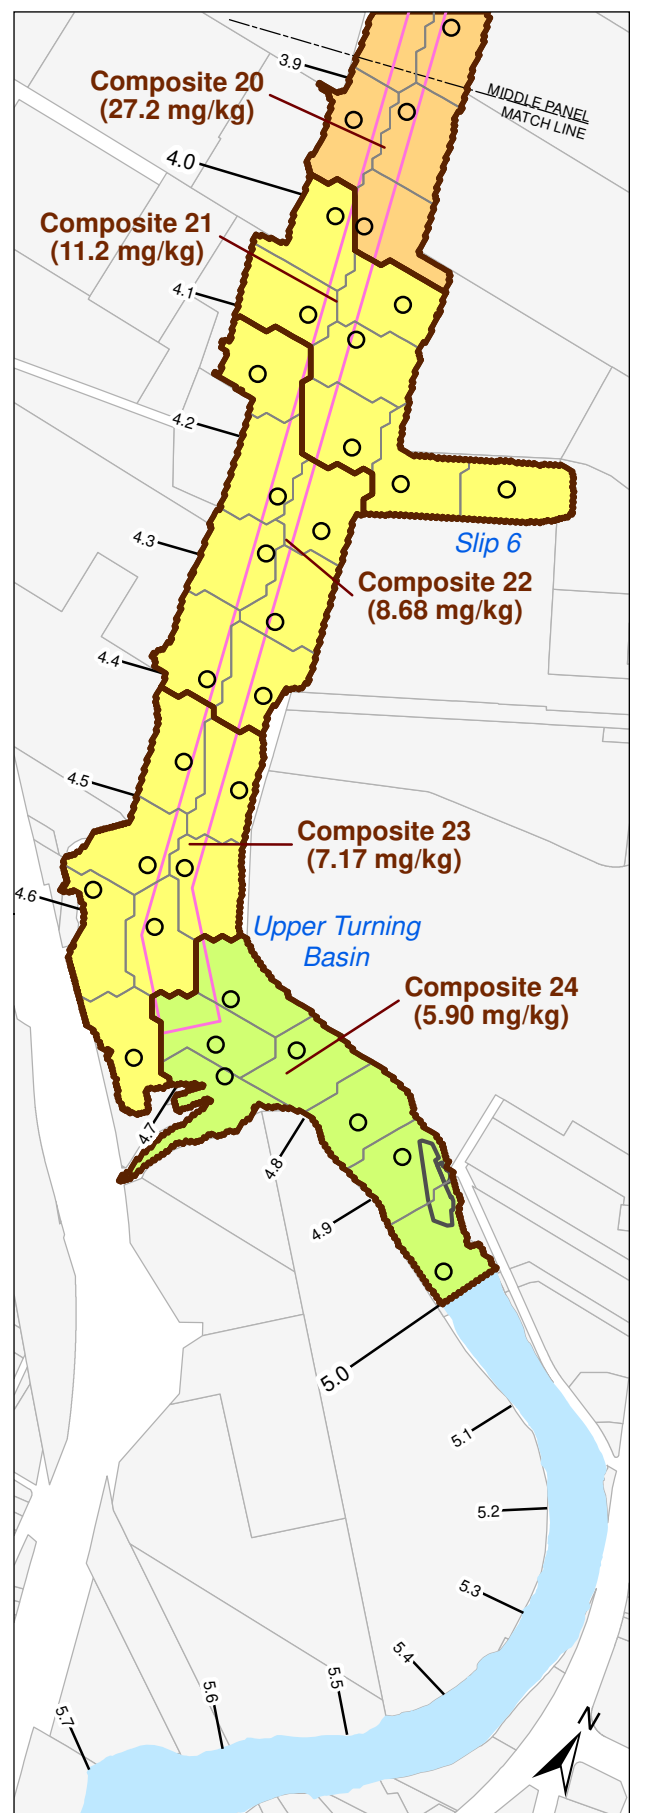 3.9
Composite 20
(27.2 mg/kg)
MIDDLE PANEL
MATCH LINE
4.0
Composite 21
(11.2 mg/kg)
4.1
4.2
4.3
Slip 6
Composite 22
(8.68 mg/kg)
4.4
4.5
Composite 23
(7.17 mg/kg)
4.6
Upper Turning
Basin
Composite 24
(5.90 mg/kg)
4.7
4.8
4.9
5.0
5.1
5.2
5.3
5.4
5.5
5.6
5.7
N